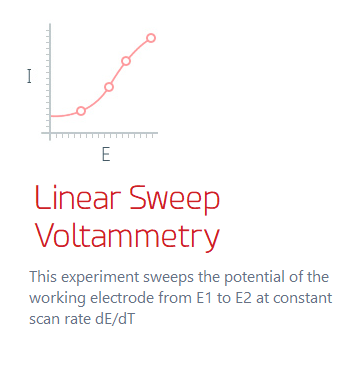 I
E
Linear Sweep
Voltammetry
This experiment sweeps the potential of the
working electrode from E1 to E2 at constant
scan rate dE/dT